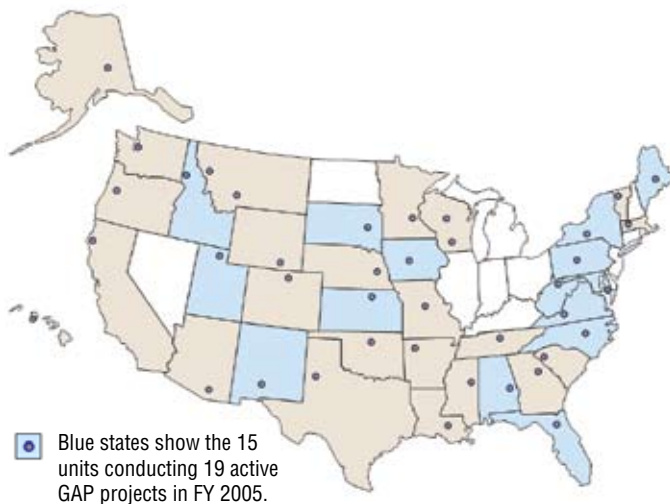 Blue states show the 15
units conducting 19 active
GAP projects in FY 2005.